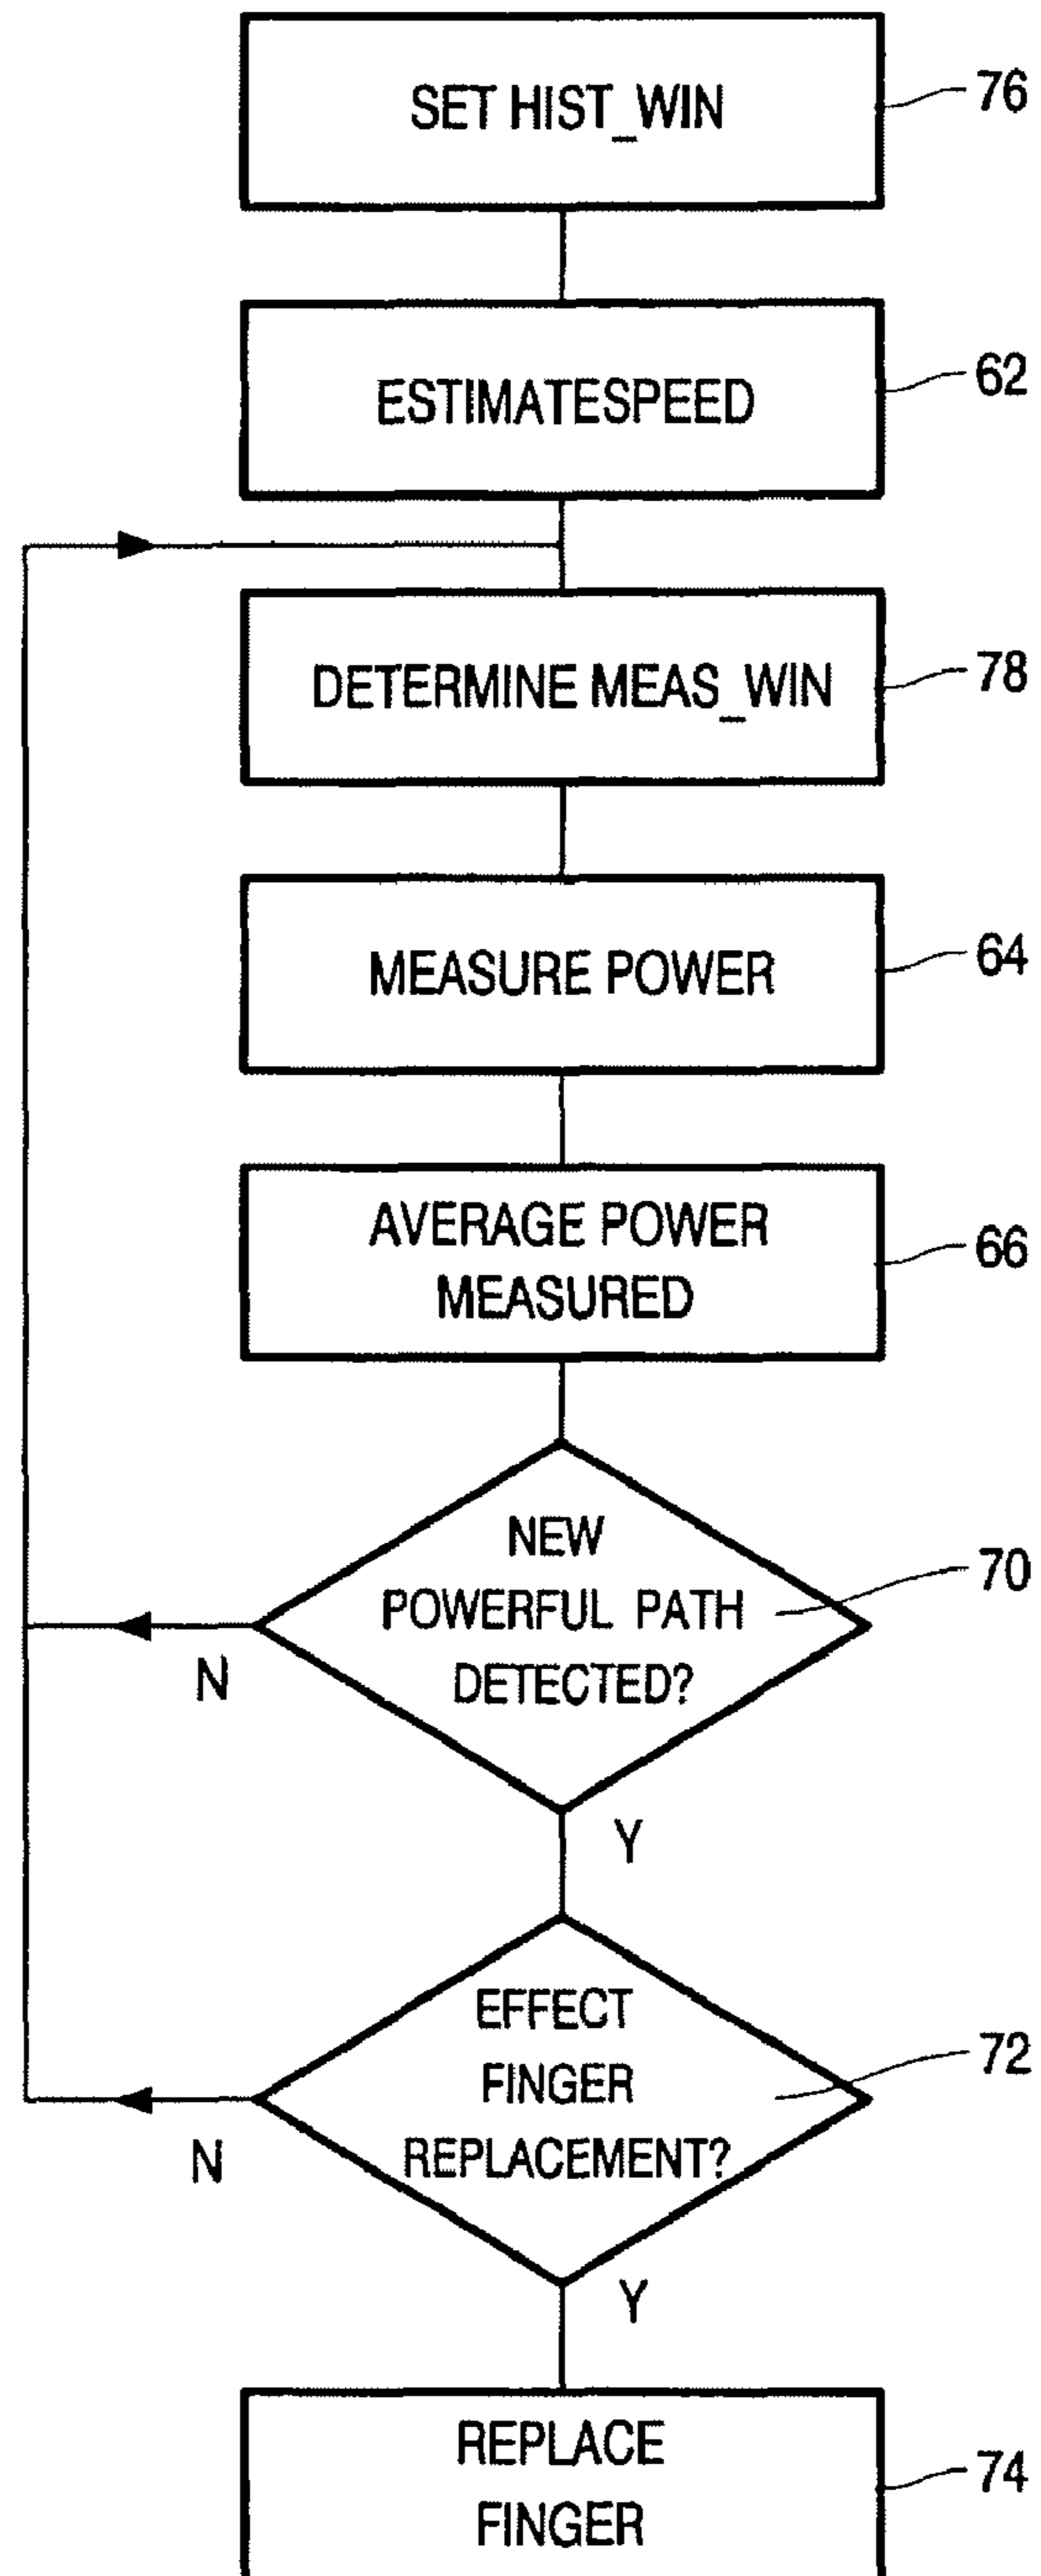 SET HIST_WIN
76
ESTIMATESPEED
62
DETERMINE MEAS_WIN
78
MEASURE POWER
64
AVERAGE POWER
MEASURED
66
NEW
POWERFUL PATH
DETECTED?
70
N
Y
EFFECT
FINGER
REPLACEMENT?
72
N
Y
REPLACE
FINGER
74